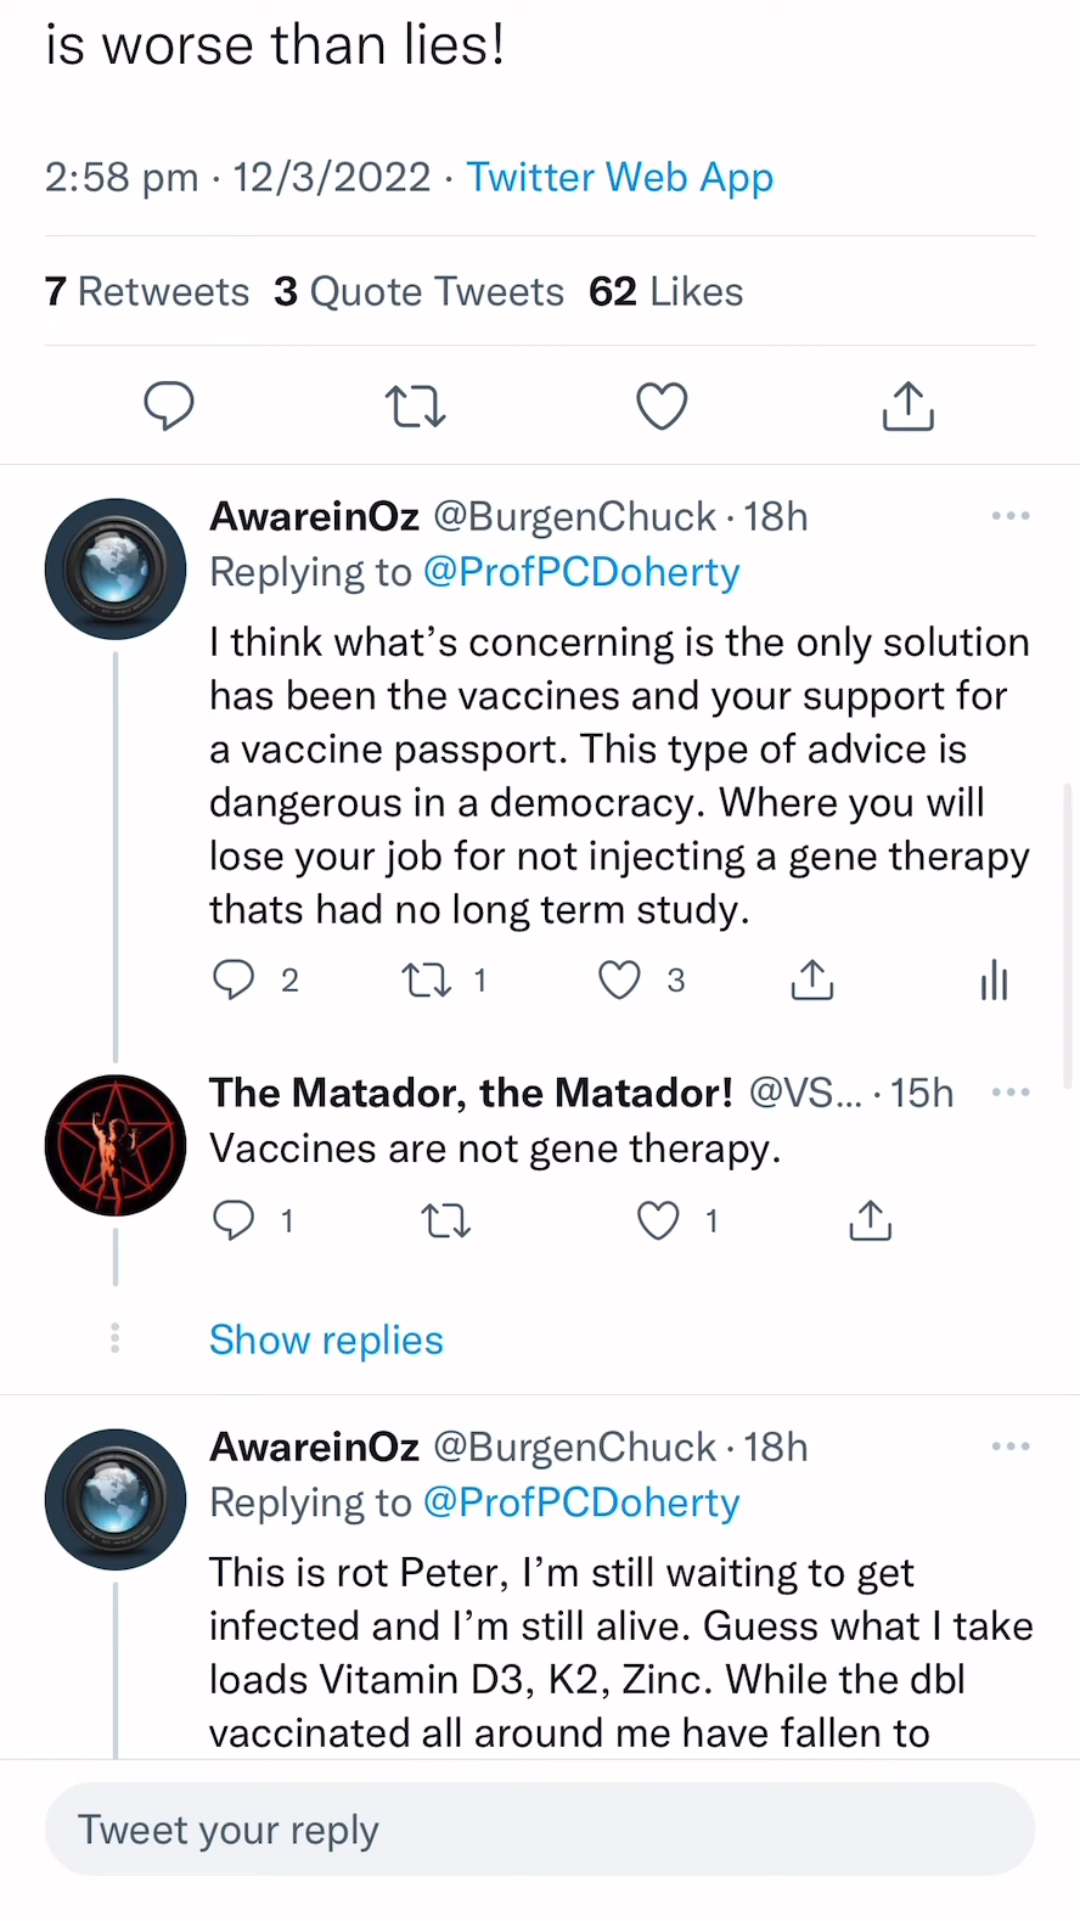 is worse than lies!
2:58 pm · 12/3/2022 · Twitter Web App
7 Retweets 3 Quote Tweets 62 Likes
AwareinOz @BurgenChuck · 18h
Replying to @ProfPCDoherty
I think what’s concerning is the only solution
has been the vaccines and your support for
a vaccine passport. This type of advice is
dangerous in a democracy. Where you will
lose your job for not injecting a gene therapy
thats had no long term study.
2 1 3
The Matador, the Matador! @VS... · 15h
Vaccines are not gene therapy.
1 1
Show replies
AwareinOz @BurgenChuck · 18h
Replying to @ProfPCDoherty
This is rot Peter, I’m still waiting to get
infected and I’m still alive. Guess what I take
loads Vitamin D3, K2, Zinc. While the dbl
vaccinated all around me have fallen to
Tweet your reply